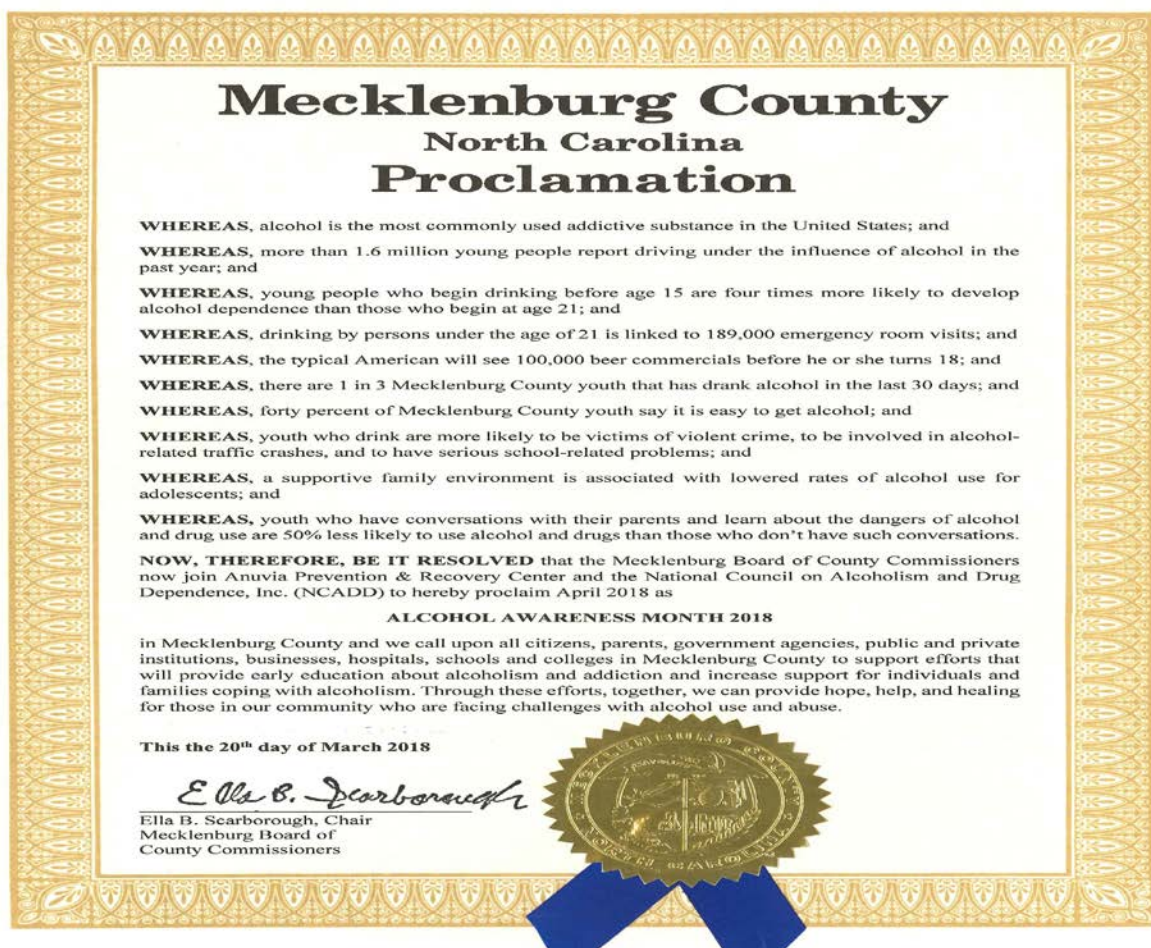 Mecklenburg County
North Carolina
Proclamation
WHEREAS, alcohol is the most commonly used addictive substance in the United States; and
WHEREAS, more than 1.6 million young people report driving under the influence of alcohol in the
past year; and
WHEREAS, young people who begin drinking before age 15 are four times more likely to develop
alcohol dependence than those who begin at age 21; and
WHEREAS, drinking by persons under the age of 21 is linked to 189,000 emergency room visits; and
WHEREAS, the typical American will see 100,000 beer commercials before he or she turns 18; and
WHEREAS, there are 1 in 3 Mecklenburg County youth that has drank alcohol in the last 30 days; and
WHEREAS, forty percent of Mecklenburg County youth say it is easy to get alcohol; and
WHEREAS, youth who drink are more likely to be victims of violent crime, to be involved in alcohol-
related traffic crashes, and to have serious school-related problems; and
WHEREAS, a supportive family environment is associated with lowered rates of alcohol use for
adolescents; and
WHEREAS, youth who have conversations with their parents and learn about the dangers of alcohol
and drug use are 50% less likely to use alcohol and drugs than those who don't have such conversations.
NOW, THEREFORE, BE IT RESOLVED that the Mecklenburg Board of County Commissioners
now join Anuvia Prevention & Recovery Center and the National Council on Alcoholism and Drug
Dependence, Inc. (NCADD) to hereby proclaim April 2018 as
ALCOHOL AWARENESS MONTH 2018
in Mecklenburg County and we call upon all citizens, parents, government agencies, public and private
institutions, businesses, hospitals, schools and colleges in Mecklenburg County to support efforts that
will provide early education about alcoholism and addiction and increase support for individuals and
families coping with alcoholism. Through these efforts, together, we can provide hope, help, and healing
for those in our community who are facing challenges with alcohol use and abuse.
This the 20th day of March 2018
Ella B. Scarborough
Ella B. Scarborough, Chair
Mecklenburg Board of
County Commissioners
MECKLENBURG COUNTY
NORTH CAROLINA